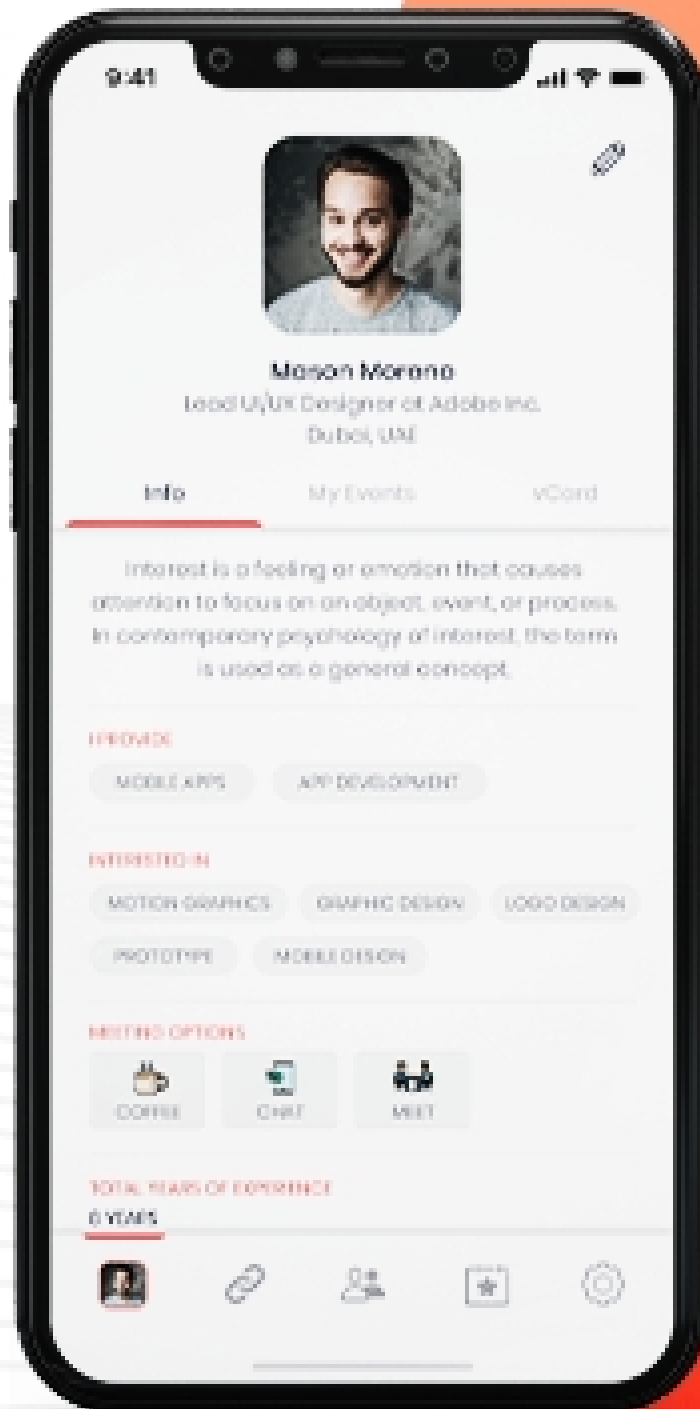 9:41
Mason Moreno
Lead UI/UX Designer at Adobe Inc.
Dubai, UAE
Info My Events vCard
Interest is a feeling or emotion that causes
attention to focus on an object, event, or process.
In contemporary psychology of interest, the term
is used as a general concept.
I PROVIDE
MOBILE APPS APP DEVELOPMENT
INTERESTED IN
MOTION GRAPHICS GRAPHIC DESIGN LOGO DESIGN
PROTOTYPE MOBILE DESIGN
MEETING OPTIONS
COFFEE CHAT MEET
TOTAL YEARS OF EXPERIENCE
YEARS